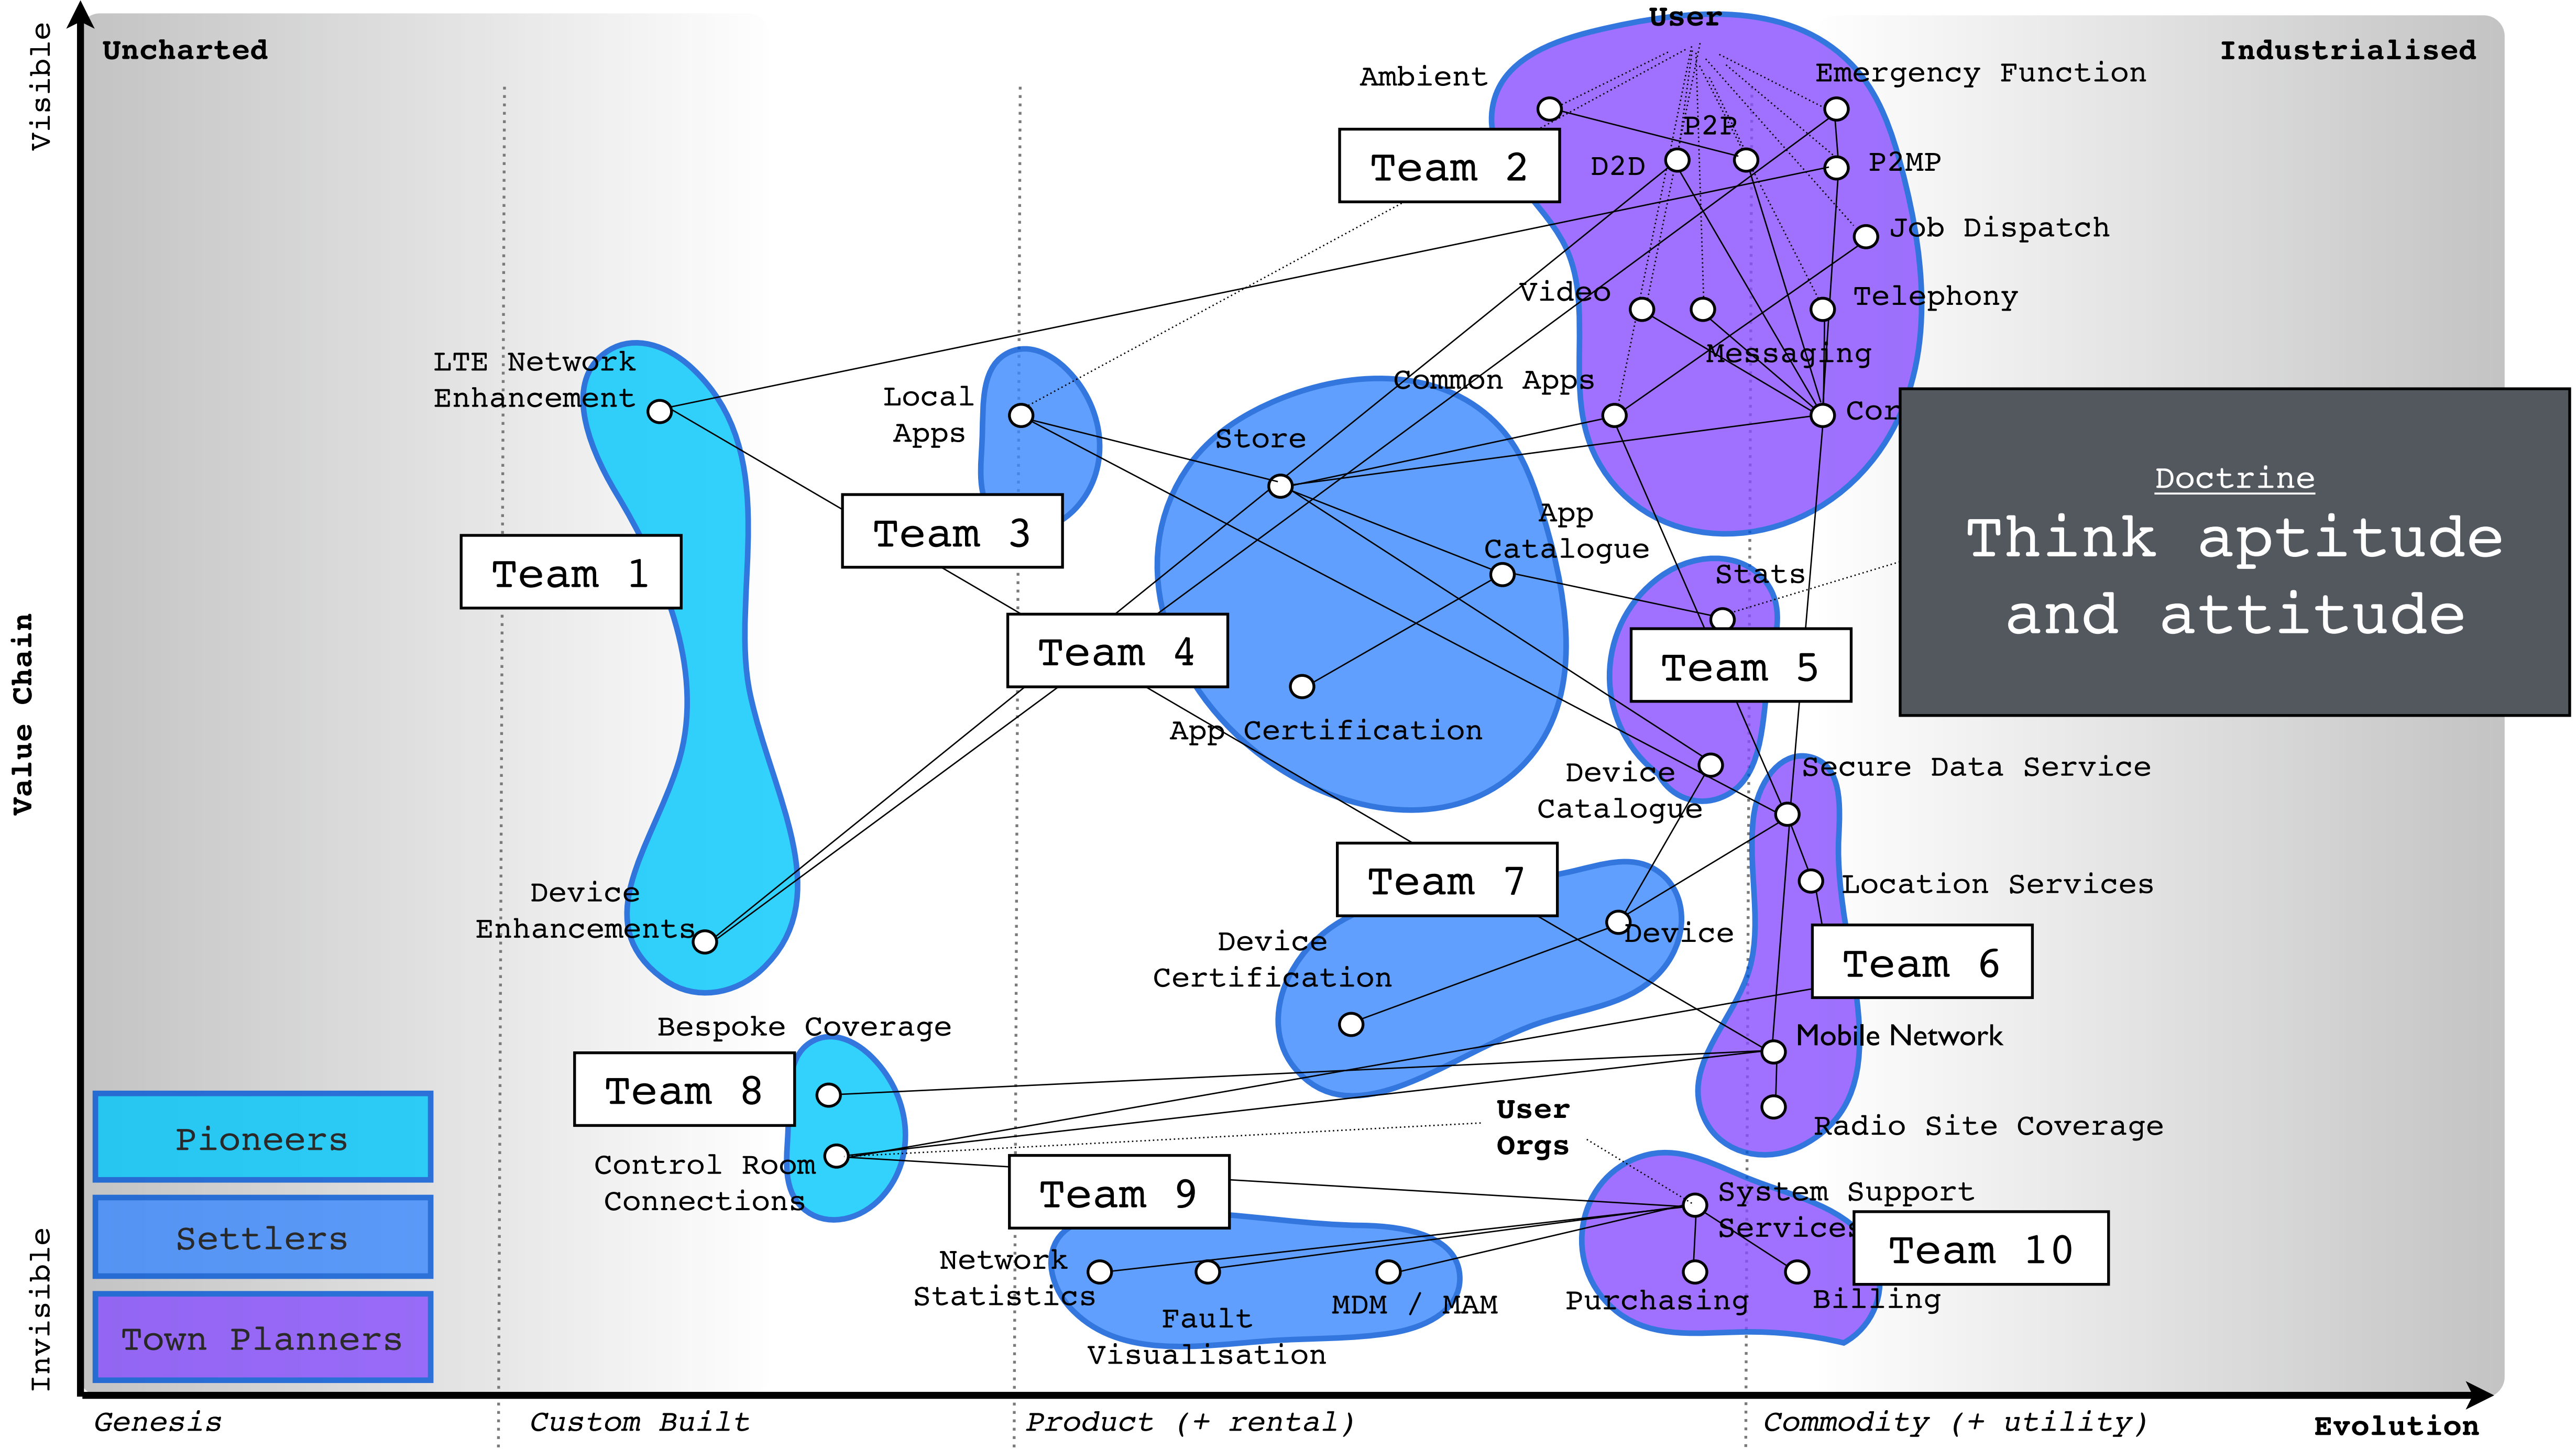 User
Uncharted
Industrialised
Visible
Ambient
Emergency Function
P2P
Team 2
D2D
P2MP
Job Dispatch
Video
Telephony
Messaging
LTE Network
Enhancement
Common Apps
Local
Apps
Cor
Store
Doctrine
Think aptitude
and attitude
App
Catalogue
Team 3
Team 1
Stats
Team 4
Team 5
Value Chain
App Certification
Device
Catalogue
Secure Data Service
Team 7
Location Services
Device
Enhancements
Device
Device
Certification
Team 6
Bespoke Coverage
Mobile Network
Team 8
User
Orgs
Radio Site Coverage
Pioneers
Control Room
Connections
Team 9
System Support
Services
Settlers
Team 10
Network
Statistics
Fault
Visualisation
MDM / MAM
Purchasing
Billing
Town Planners
Invisible
Genesis
Custom Built
Product (+ rental)
Commodity (+ utility)
Evolution